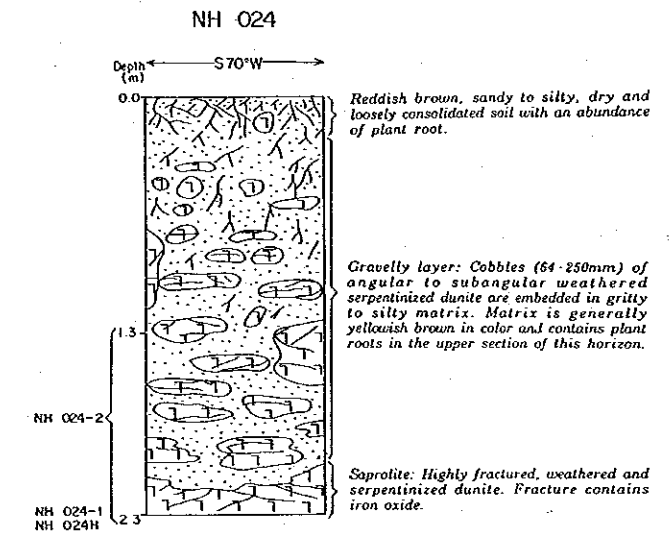 NH 024
Depth
(m)
S 70°W
0.0
Reddish brown, sandy to silty, dry and
loosely consolidated soil with an abundance
of plant root.
Gravelly layer: Cobbles (64-250mm) of
angular to subangular weathered
serpentinized dunite are embedded in gritty
to silty matrix. Matrix is generally
yellowish brown in color and contains plant
roots in the upper section of this horizon.
1.3
NH 024-2
Saprolite: Highly fractured, weathered and
serpentinized dunite. Fracture contains
iron oxide.
NH 024-1
NH 024H
2.3